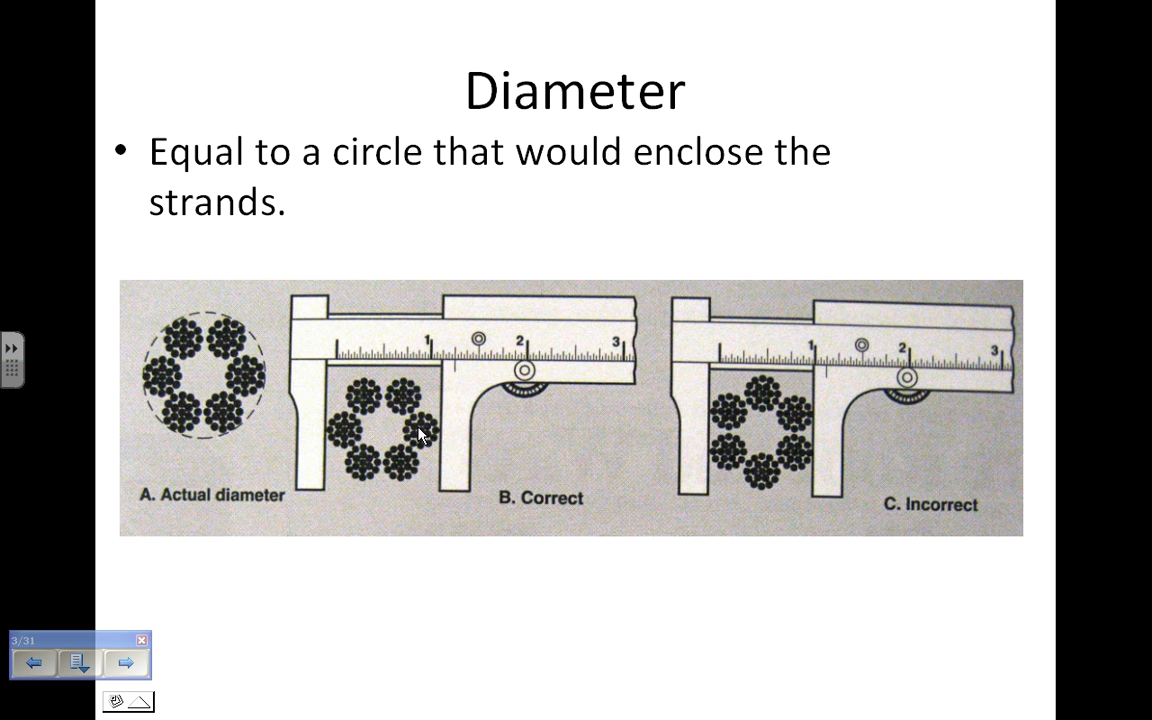 Diameter
• Equal to a circle that would enclose the
strands.
1 2 3
1 2 3
A. Actual diameter
B. Correct
C. Incorrect
3/31